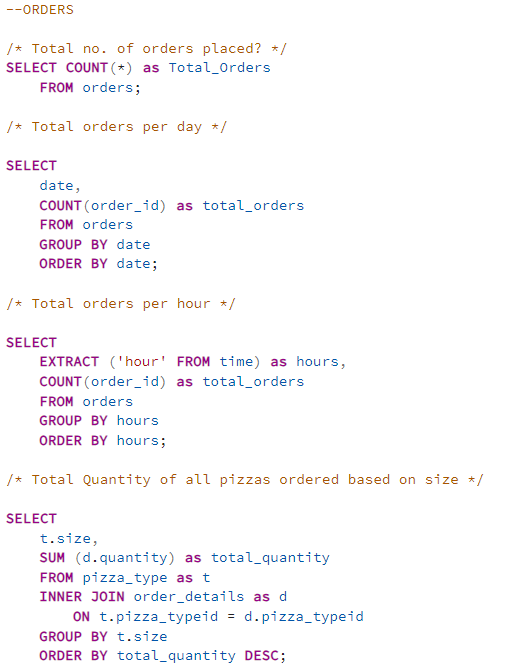 --ORDERS
/* Total no. of orders placed? */
SELECT COUNT(*) as Total_Orders
FROM orders;
/* Total orders per day */
SELECT
date,
COUNT(order_id) as total_orders
FROM orders
GROUP BY date
ORDER BY date;
/* Total orders per hour */
SELECT
EXTRACT ('hour' FROM time) as hours,
COUNT(order_id) as total_orders
FROM orders
GROUP BY hours
ORDER BY hours;
/* Total Quantity of all pizzas ordered based on size */
SELECT
t.size,
SUM (d.quantity) as total_quantity
FROM pizza_type as t
INNER JOIN order_details as d
ON t.pizza_typeid = d.pizza_typeid
GROUP BY t.size
ORDER BY total_quantity DESC;